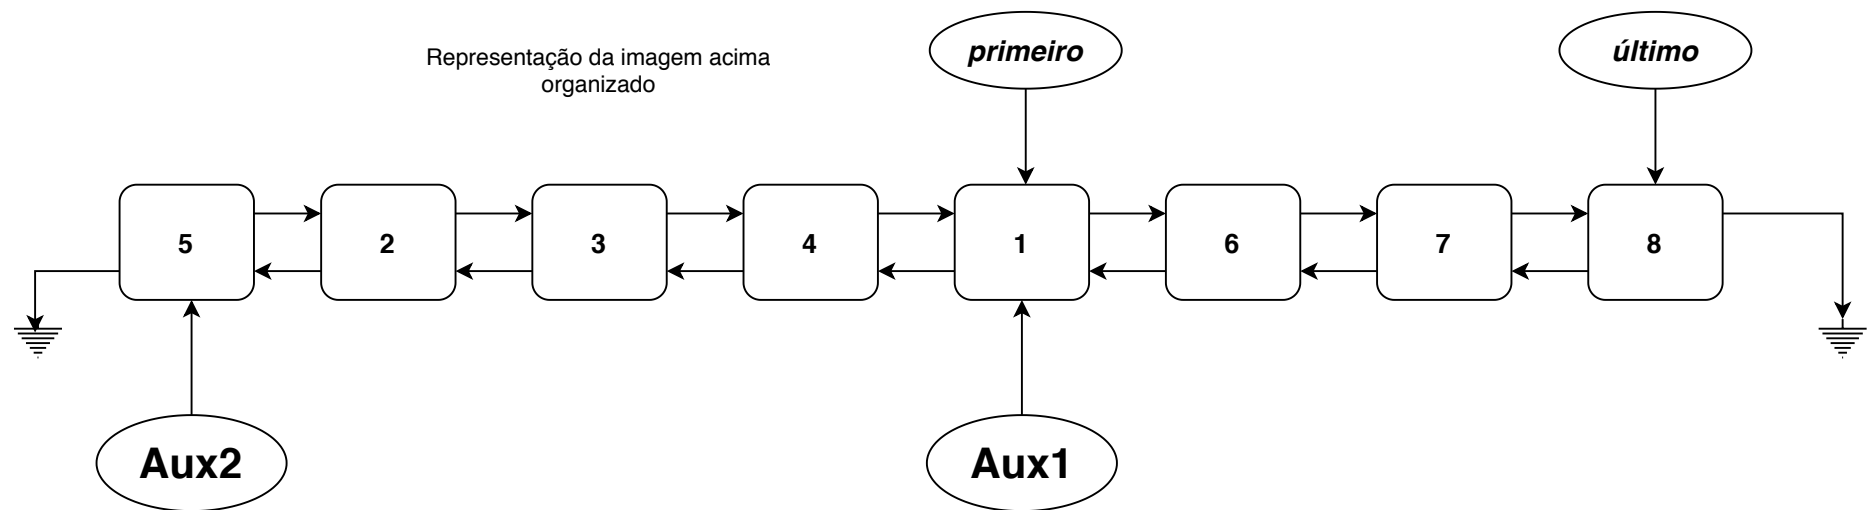 Representação da imagem acima
organizado
primeiro
último
5
2
3
4
1
6
7
8
Aux2
Aux1